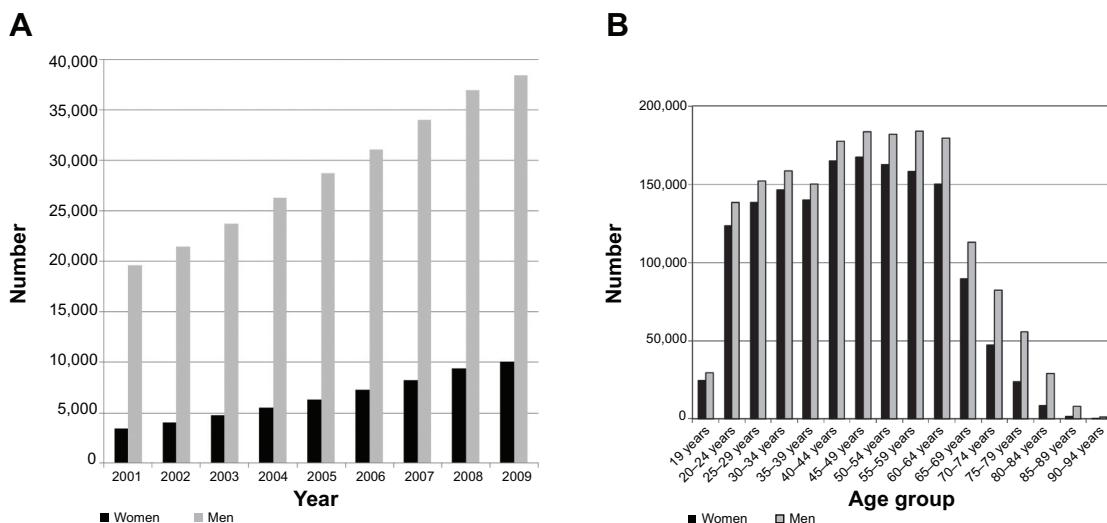 A
Number
40,000
35,000
30,000
25,000
20,000
15,000
10,000
5,000
0
2001 2002 2003 2004 2005 2006 2007 2008 2009
Year
Women Men
B
Number
200,000
150,000
100,000
50,000
0
19 years
20–24 years
25–29 years
30–34 years
35–39 years
40–44 years
45–49 years
50–54 years
55–59 years
60–64 years
65–69 years
70–74 years
75–79 years
80–84 years
85–89 years
90–94 years
Age group
Women Men